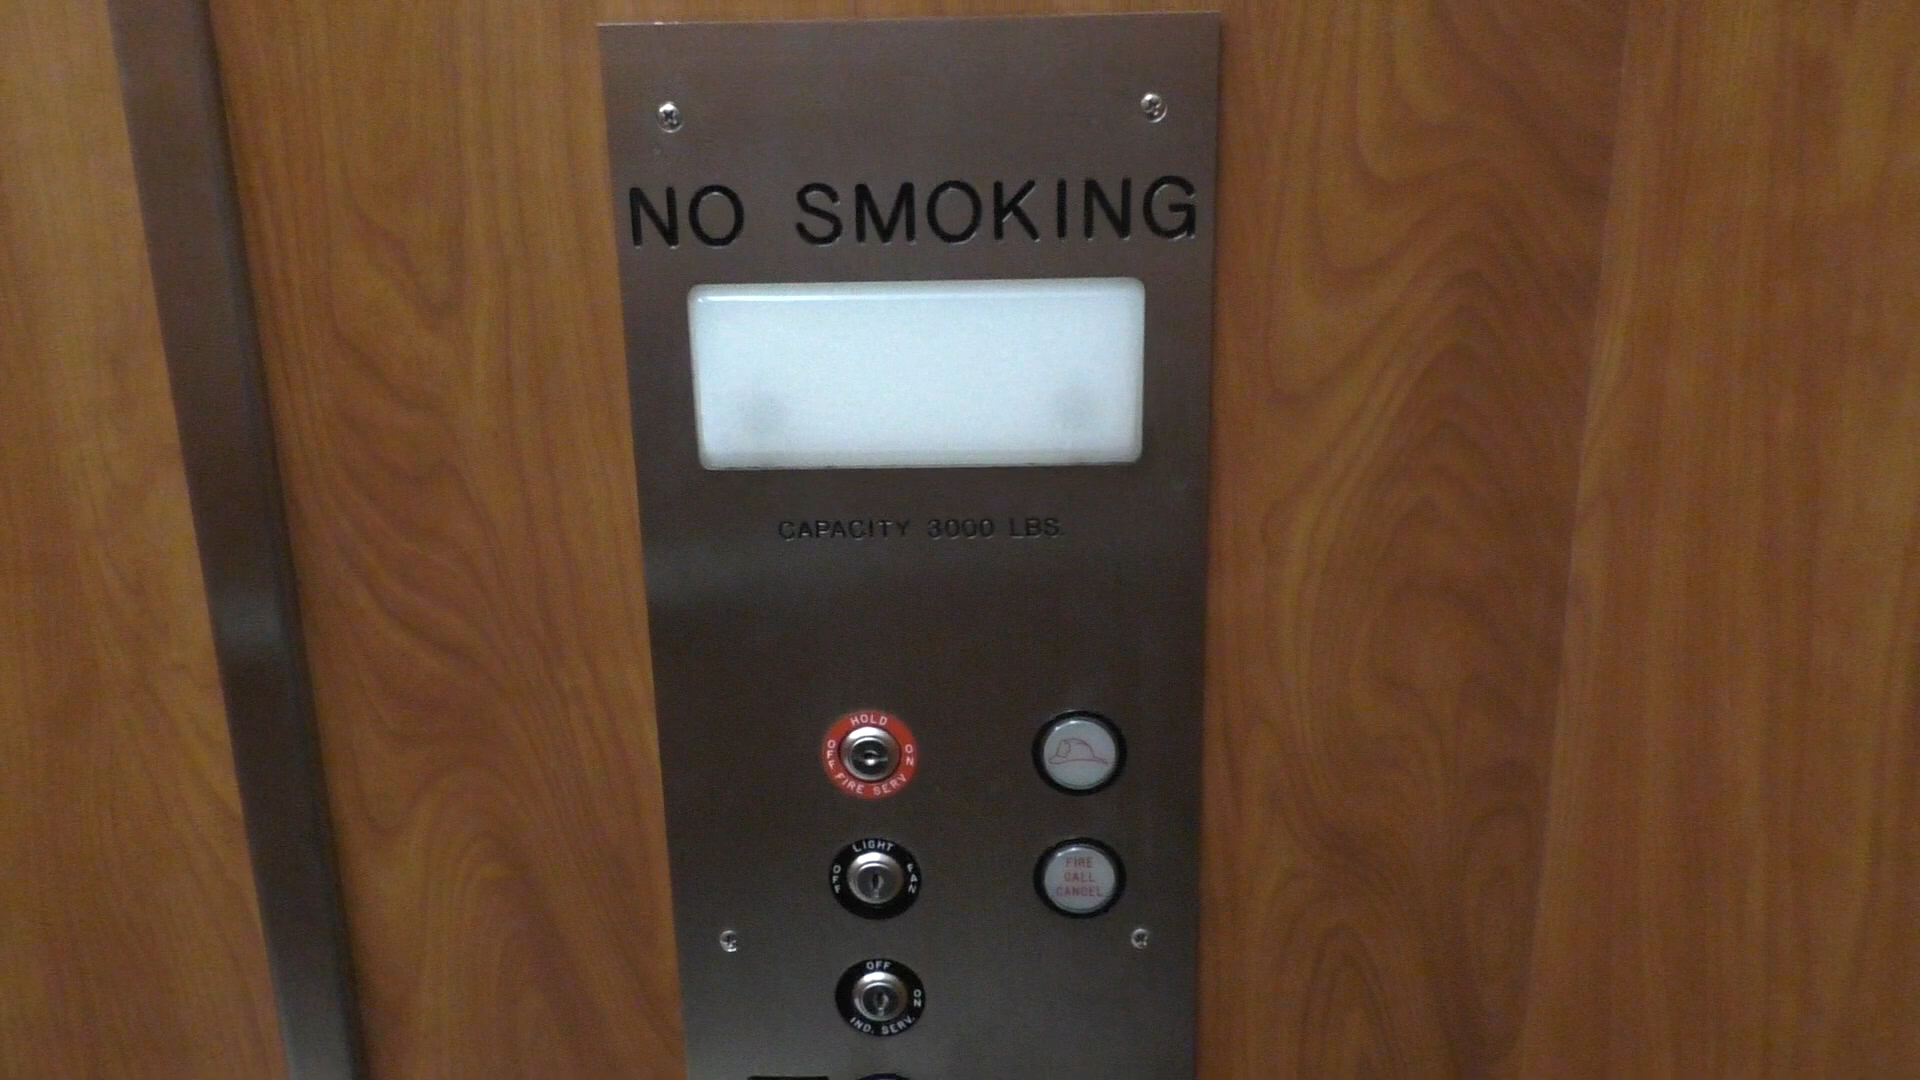 NO SMOKING
CAPACITY 3000 LBS.
HOLD
OFF
ON
FIRE SERV
LIGHT
OFF
FAN
FIRE
CALL
CANCEL
OFF
ON
IND. SERV.